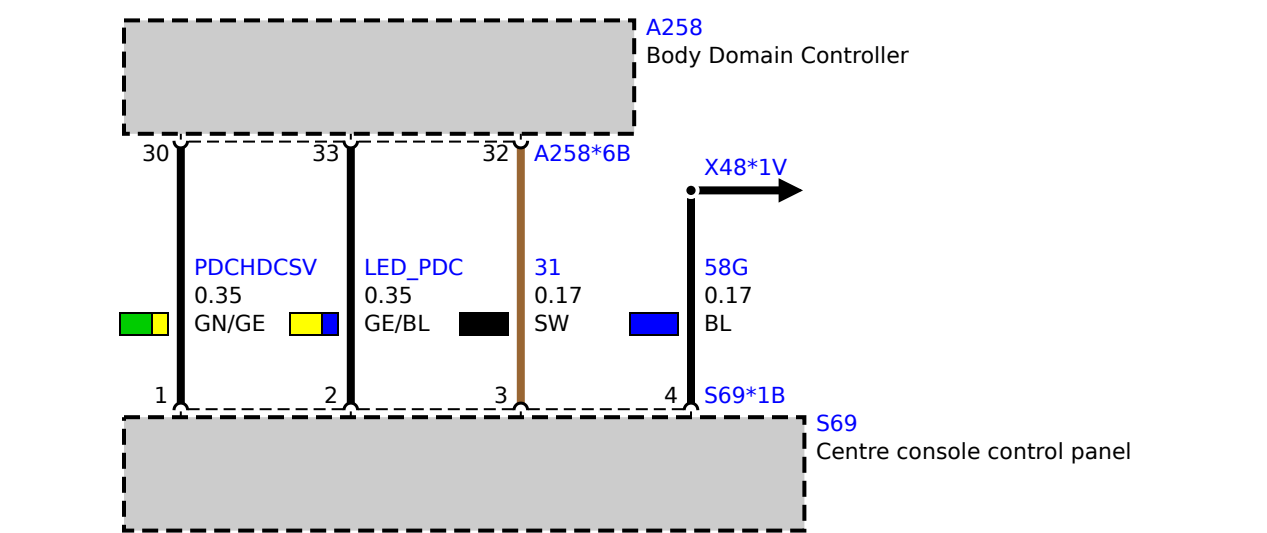 A258
Body Domain Controller
30
33
32
A258*6B
X48*1V
PDCHDCSV
0.35
GN/GE
LED_PDC
0.35
GE/BL
31
0.17
SW
58G
0.17
BL
1
2
3
4
S69*1B
S69
Centre console control panel